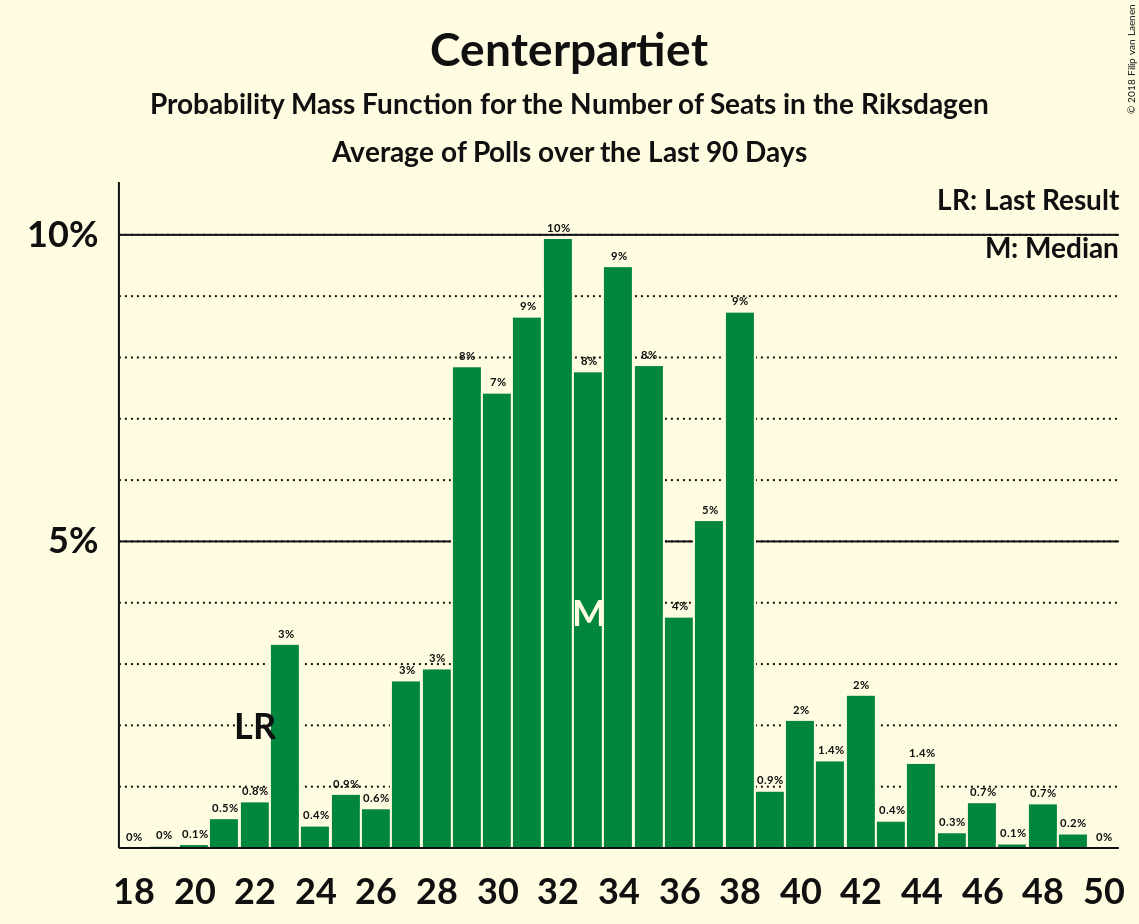 Centerpartiet
Probability Mass Function for the Number of Seats in the Riksdagen
Average of Polls over the Last 90 Days
© 2018 Filip van Laenen
LR: Last Result
M: Median
10%
5%
0% 0% 0.1% 0.5% 0.8% 3% 0.4% 0.9% 0.6% 3% 3% 8% 7% 9% 10% 8% 9% 8% 4% 5% 9% 0.9% 2% 1.4% 2% 0.4% 1.4% 0.3% 0.7% 0.1% 0.7% 0.2% 0%
LR
M
18 20 22 24 26 28 30 32 34 36 38 40 42 44 46 48 50